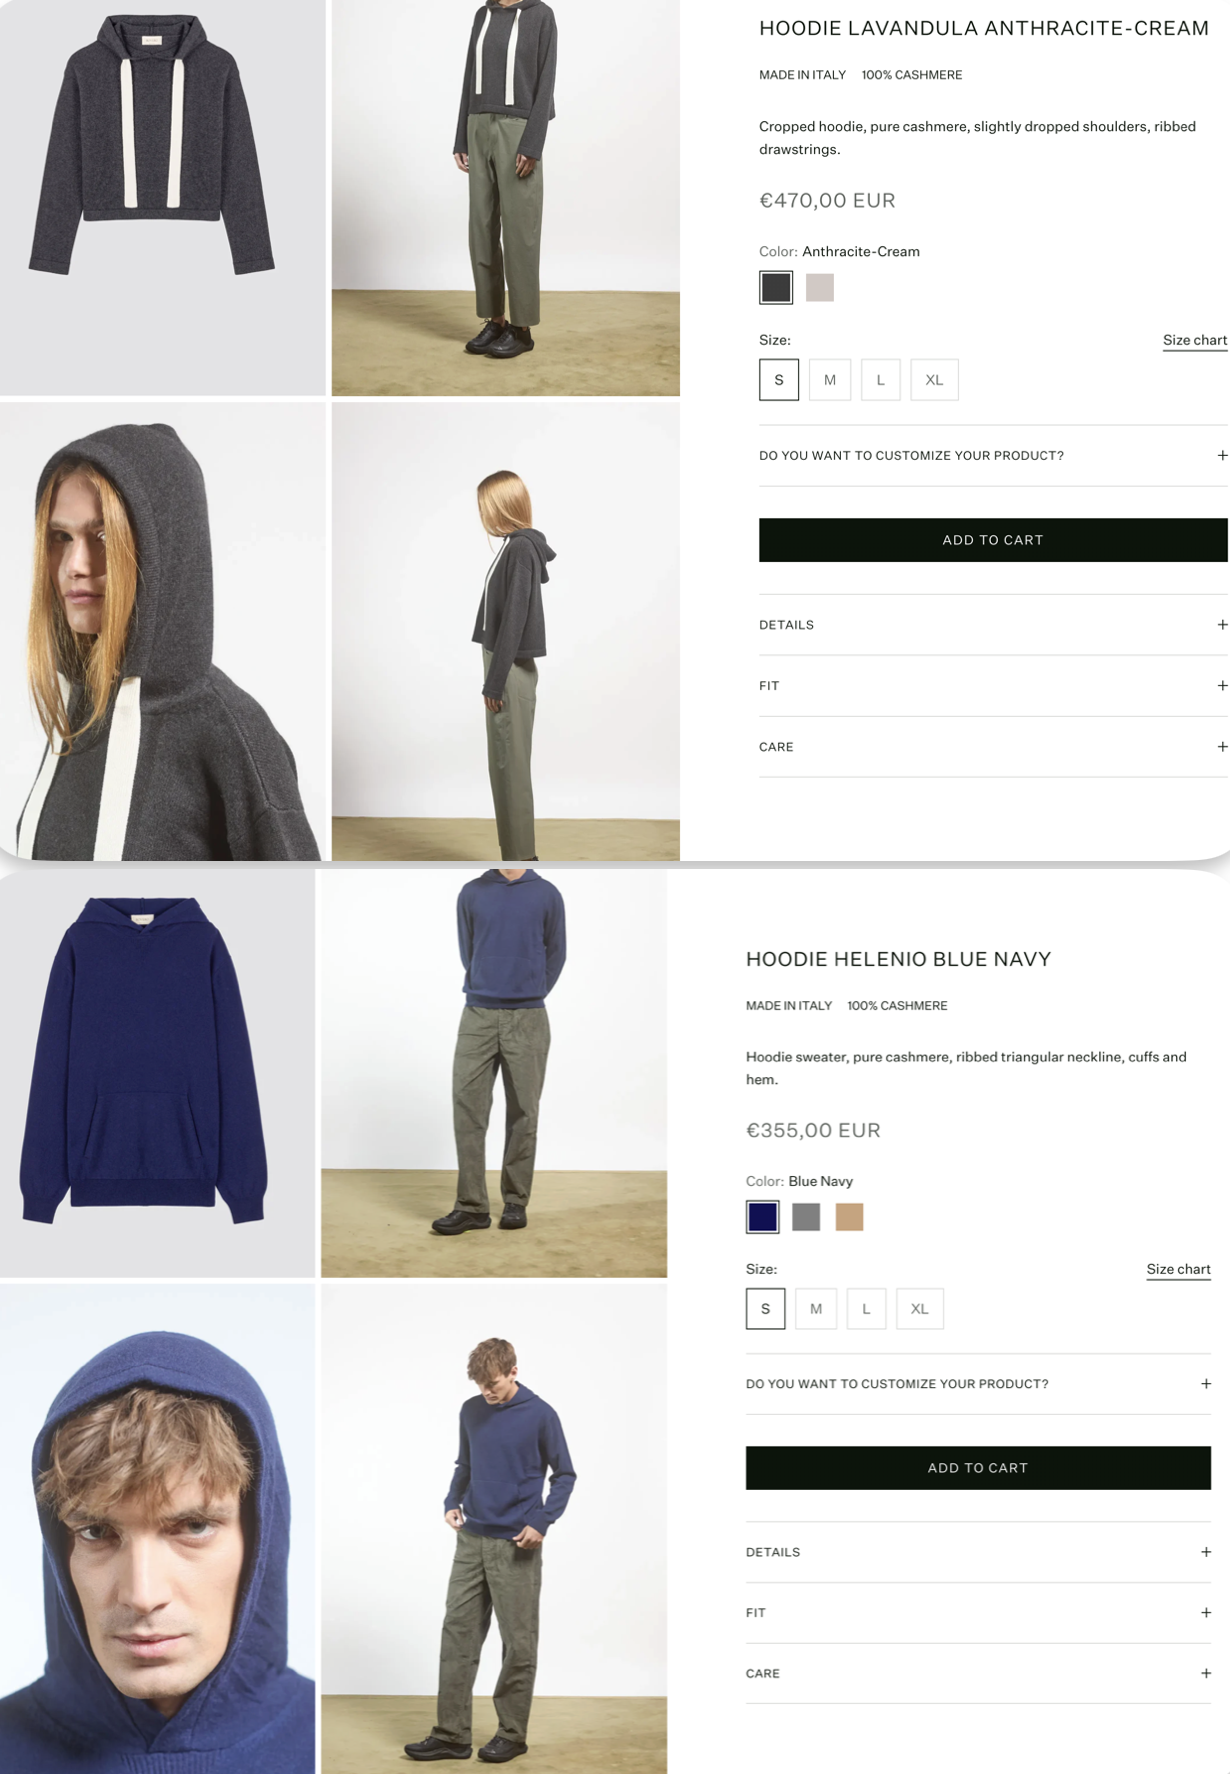 HOODIE LAVANDULA ANTHRACITE-CREAM
MADE IN ITALY 100% CASHMERE
Cropped hoodie, pure cashmere, slightly dropped shoulders, ribbed
drawstrings.
€470,00 EUR
Color: Anthracite-Cream
Size: Size chart
S M L XL
DO YOU WANT TO CUSTOMIZE YOUR PRODUCT? +
ADD TO CART
DETAILS +
FIT +
CARE +
HOODIE HELENIO BLUE NAVY
MADE IN ITALY 100% CASHMERE
Hoodie sweater, pure cashmere, ribbed triangular neckline, cuffs and
hem.
€355,00 EUR
Color: Blue Navy
Size: Size chart
S M L XL
DO YOU WANT TO CUSTOMIZE YOUR PRODUCT? +
ADD TO CART
DETAILS +
FIT +
CARE +